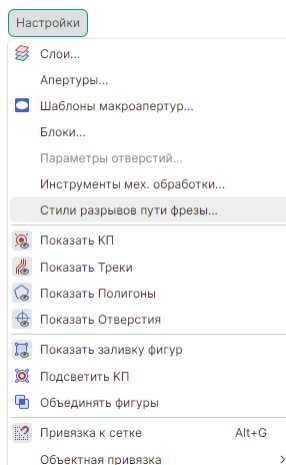 Настройки
Слои...
Апертуры...
Шаблоны макроапертур...
Блоки...
Параметры отверстий...
Инструменты мех. обработки...
Стили разрывов пути фрезы...
Показать КП
Показать Треки
Показать Полигоны
Показать Отверстия
Показать заливку фигур
Подсветить КП
Объединять фигуры
Привязка к сетке Alt+G
Объектная привязка